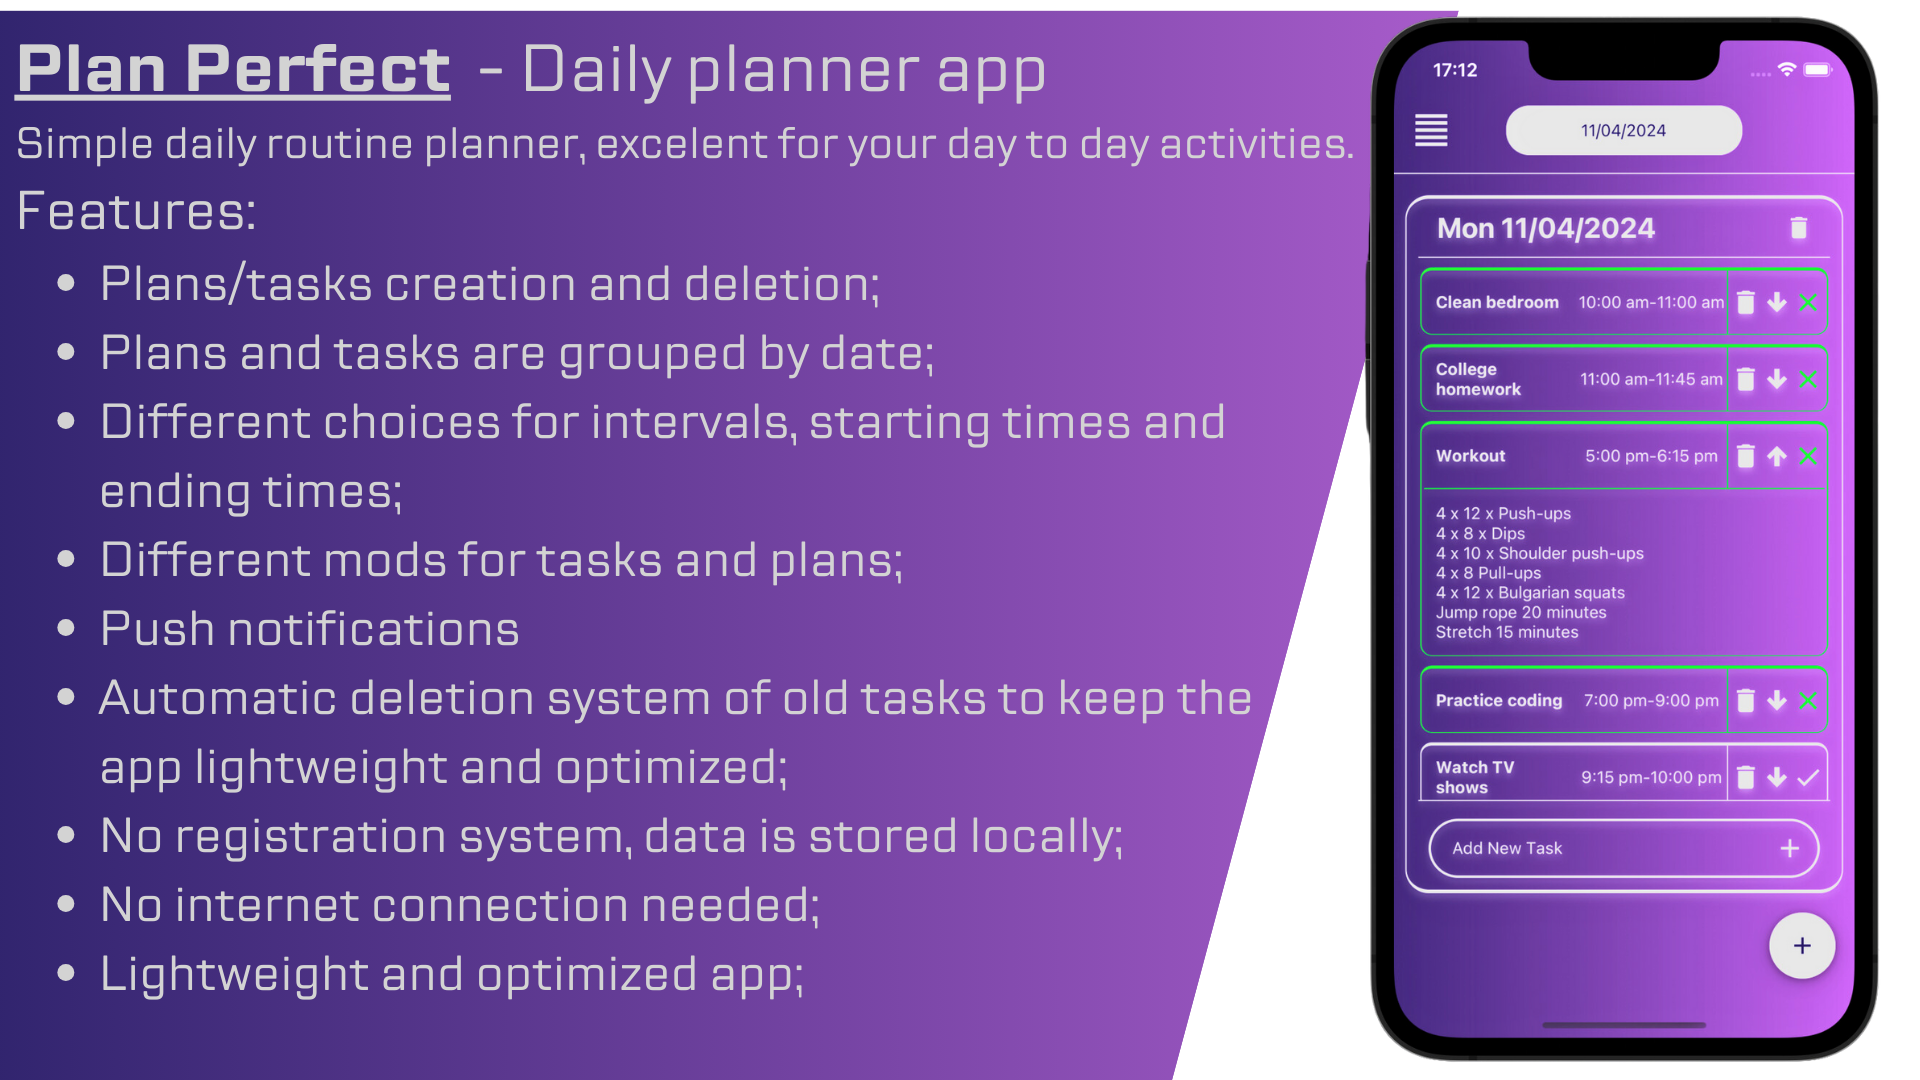 Plan Perfect - Daily planner app
Simple daily routine planner, excelent for your day to day activities.
Features:
Plans/tasks creation and deletion;
Plans and tasks are grouped by date;
Different choices for intervals, starting times and
ending times;
Different mods for tasks and plans;
Push notifications
Automatic deletion system of old tasks to keep the
app lightweight and optimized;
No registration system, data is stored locally;
No internet connection needed;
Lightweight and optimized app;
17:12
11/04/2024
Mon 11/04/2024
Clean bedroom 10:00 am-11:00 am
College
homework
11:00 am-11:45 am
Workout 5:00 pm-6:15 pm
4 x 12 x Push-ups
4 x 8 x Dips
4 x 10 x Shoulder push-ups
4 x 8 Pull-ups
4 x 12 x Bulgarian squats
Jump rope 20 minutes
Stretch 15 minutes
Practice coding 7:00 pm-9:00 pm
Watch TV
shows
9:15 pm-10:00 pm
Add New Task +
+